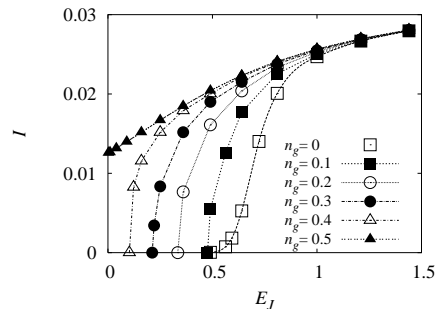 0.03
0.02
0.01
0
I
n_g= 0
n_g= 0.1
n_g= 0.2
n_g= 0.3
n_g= 0.4
n_g= 0.5
0 0.5 1 1.5
E_J